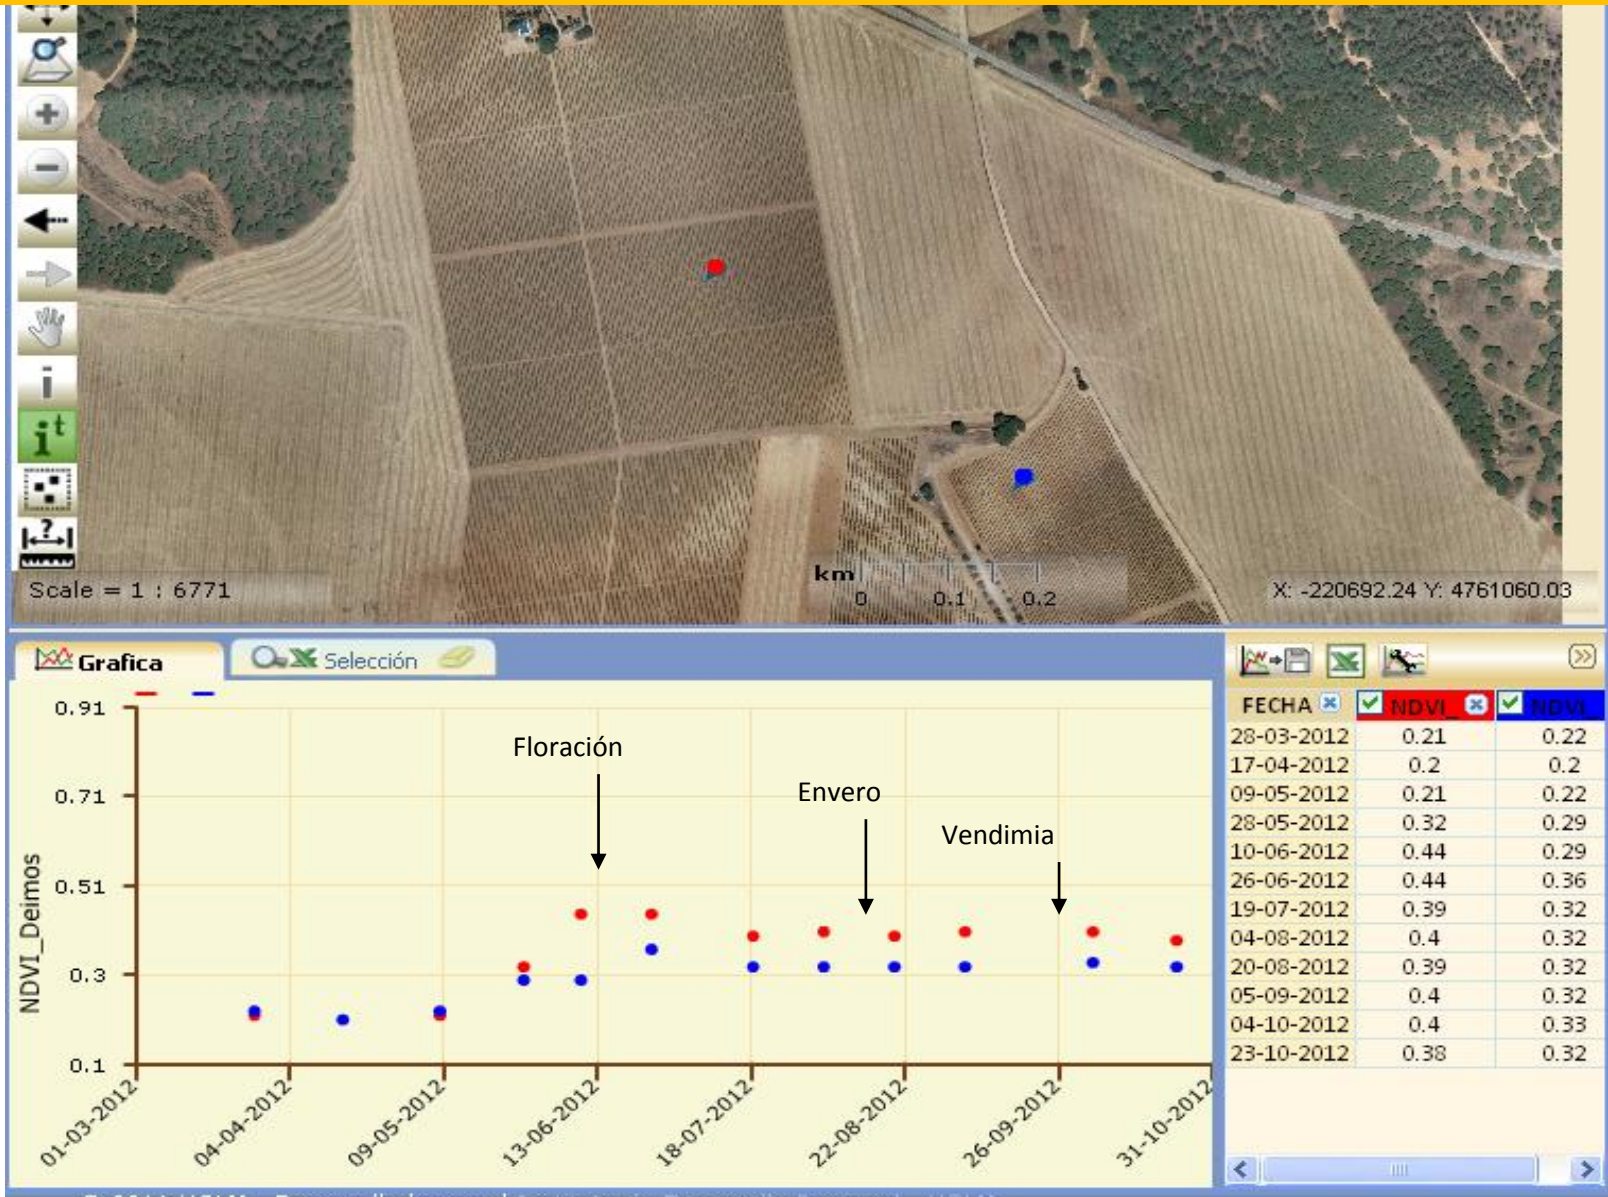 Scale = 1 : 6771
km
0 0.1 0.2
X: -220692.24 Y: 4761060.03
Grafica
Selección
0.91
0.71
0.51
0.3
0.1
NDVI_Deimos
Floración
Envero
Vendimia
01-03-2012
04-04-2012
09-05-2012
13-06-2012
18-07-2012
22-08-2012
26-09-2012
31-10-2012
FECHA NDVI_ NDVI_
28-03-2012 0.21 0.22
17-04-2012 0.2 0.2
09-05-2012 0.21 0.22
28-05-2012 0.32 0.29
10-06-2012 0.44 0.29
26-06-2012 0.44 0.36
19-07-2012 0.39 0.32
04-08-2012 0.4 0.32
20-08-2012 0.39 0.32
05-09-2012 0.4 0.32
04-10-2012 0.4 0.33
23-10-2012 0.38 0.32